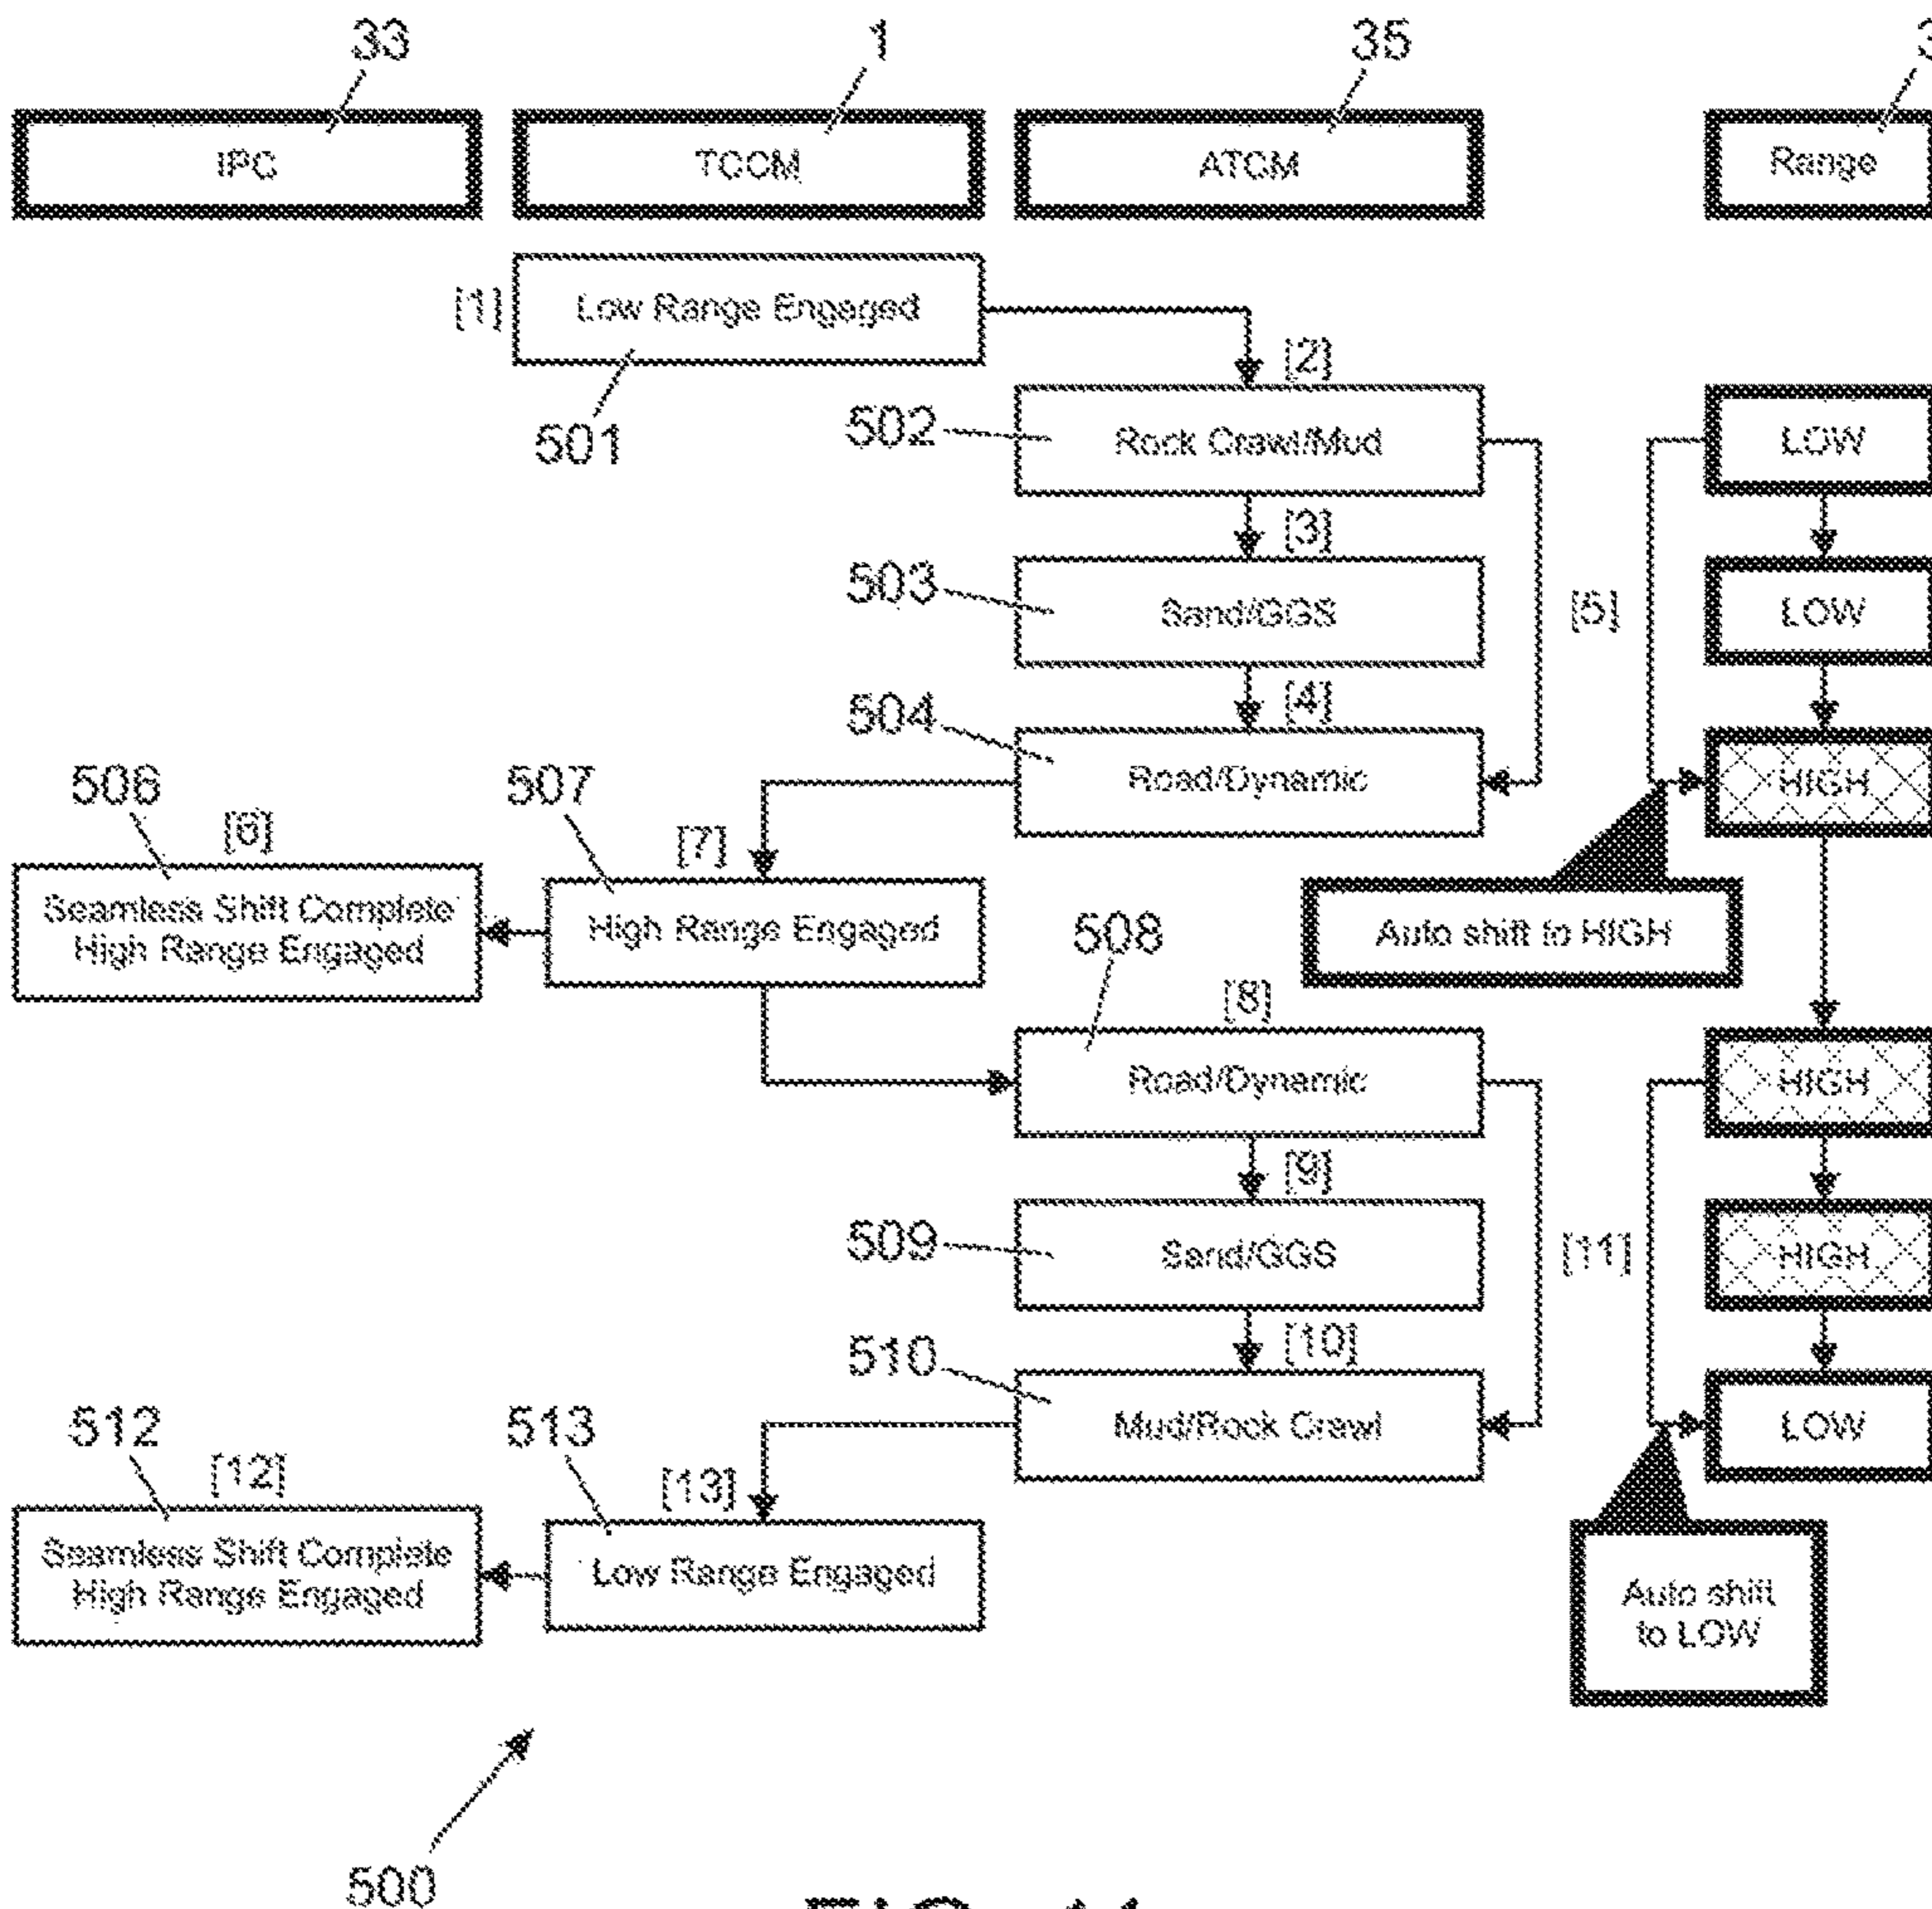 33
1
35
3
IPC
TCCM
ATCM
Range
[1]
Low Range Engaged
501
[2]
502
Rock Crawl/Mud
LOW
[3]
503
Sand/GGS
[5]
LOW
[4]
504
Road/Dynamic
HIGH
506
[6]
507
[7]
Seamless Shift Complete
High Range Engaged
High Range Engaged
Auto shift to HIGH
508
[8]
Road/Dynamic
HIGH
[9]
509
Sand/GGS
[11]
HIGH
[10]
510
Mud/Rock Crawl
LOW
512
[12]
513
[13]
Seamless Shift Complete
High Range Engaged
Low Range Engaged
Auto shift
to LOW
500